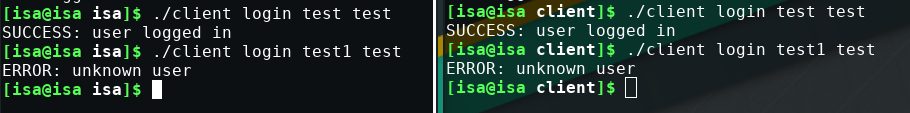 [isa@isa isa]$ ./client login test test
SUCCESS: user logged in
[isa@isa isa]$ ./client login test1 test
ERROR: unknown user
[isa@isa isa]$
[isa@isa client]$ ./client login test test
SUCCESS: user logged in
[isa@isa client]$ ./client login test1 test
ERROR: unknown user
[isa@isa client]$